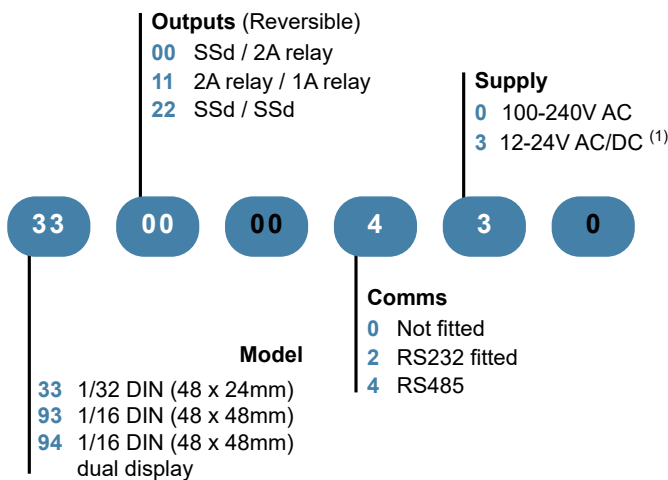 Outputs (Reversible)
00 SSd / 2A relay
11 2A relay / 1A relay
22 SSd / SSd
Supply
0 100-240V AC
3 12-24V AC/DC (1)
33 00 00 4 3 0
Comms
0 Not fitted
2 RS232 fitted
4 RS485
Model
33 1/32 DIN (48 x 24mm)
93 1/16 DIN (48 x 48mm)
94 1/16 DIN (48 x 48mm)
dual display